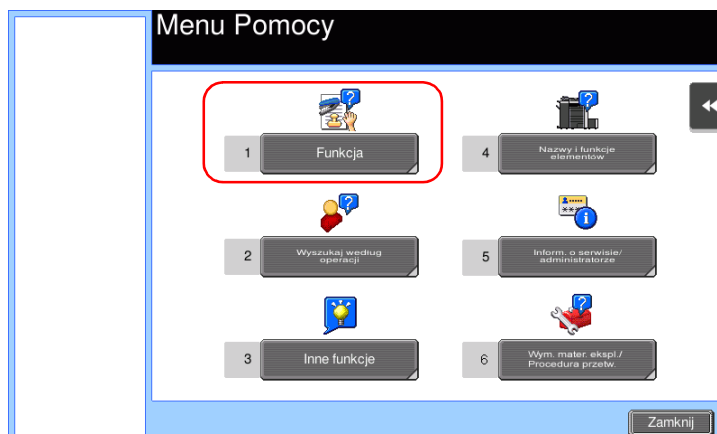 Menu Pomocy
1
Funkcja
4
Nazwy i funkcje
elementów
2
Wyszukaj według
operacji
5
Inform. o serwisie/
administratorze
3
Inne funkcje
6
Wym. mater. ekspl./
Procedura przetw.
Zamknij